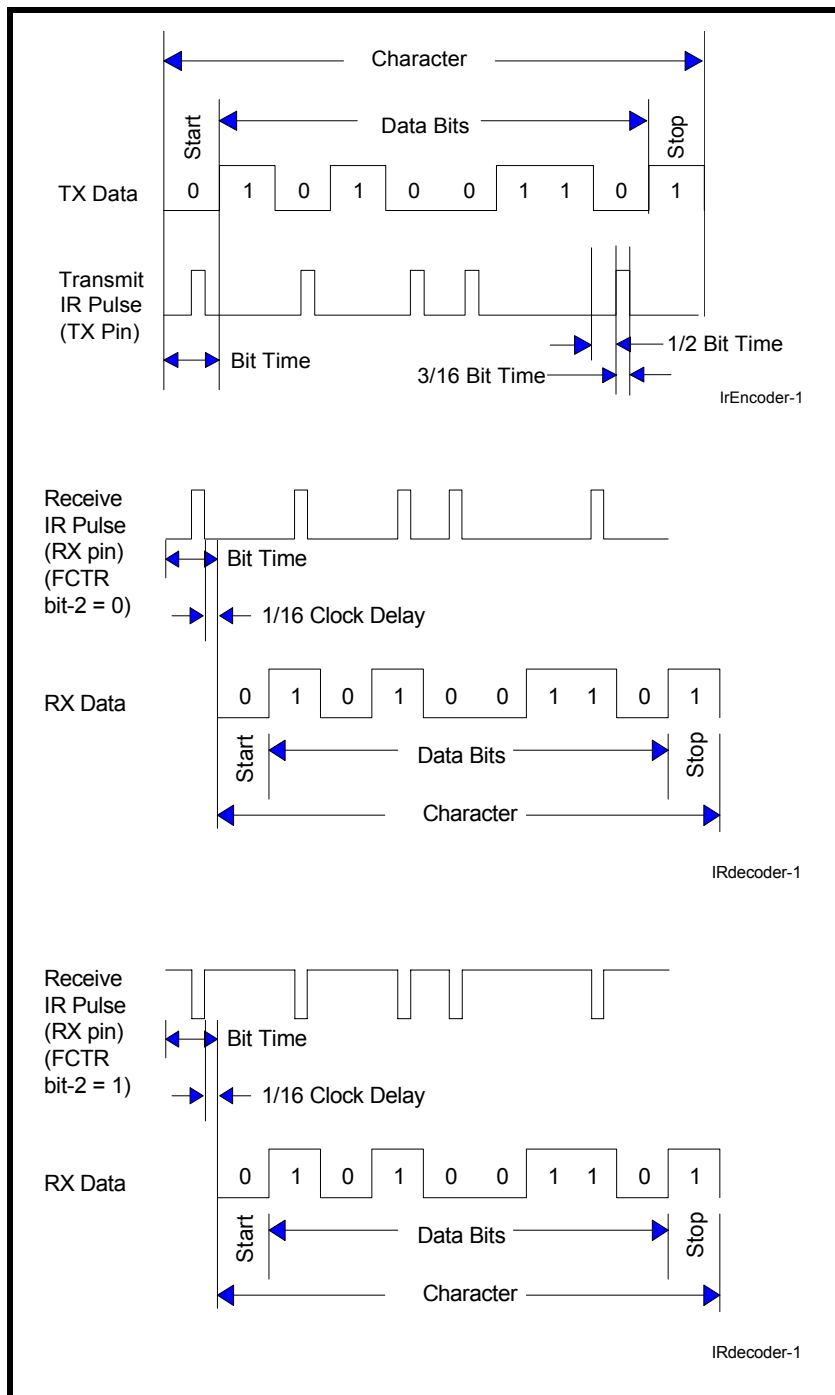 Character
Start
Data Bits
Stop
TX Data
0 1 0 1 0 0 1 1 0 1
Transmit
IR Pulse
(TX Pin)
Bit Time
1/2 Bit Time
3/16 Bit Time
IrEncoder-1
Receive
IR Pulse
(RX pin)
(FCTR
bit-2 = 0)
Bit Time
1/16 Clock Delay
RX Data
0 1 0 1 0 0 1 1 0 1
Start
Data Bits
Stop
Character
IRdecoder-1
Receive
IR Pulse
(RX pin)
(FCTR
bit-2 = 1)
Bit Time
1/16 Clock Delay
RX Data
0 1 0 1 0 0 1 1 0 1
Start
Data Bits
Stop
Character
IRdecoder-1